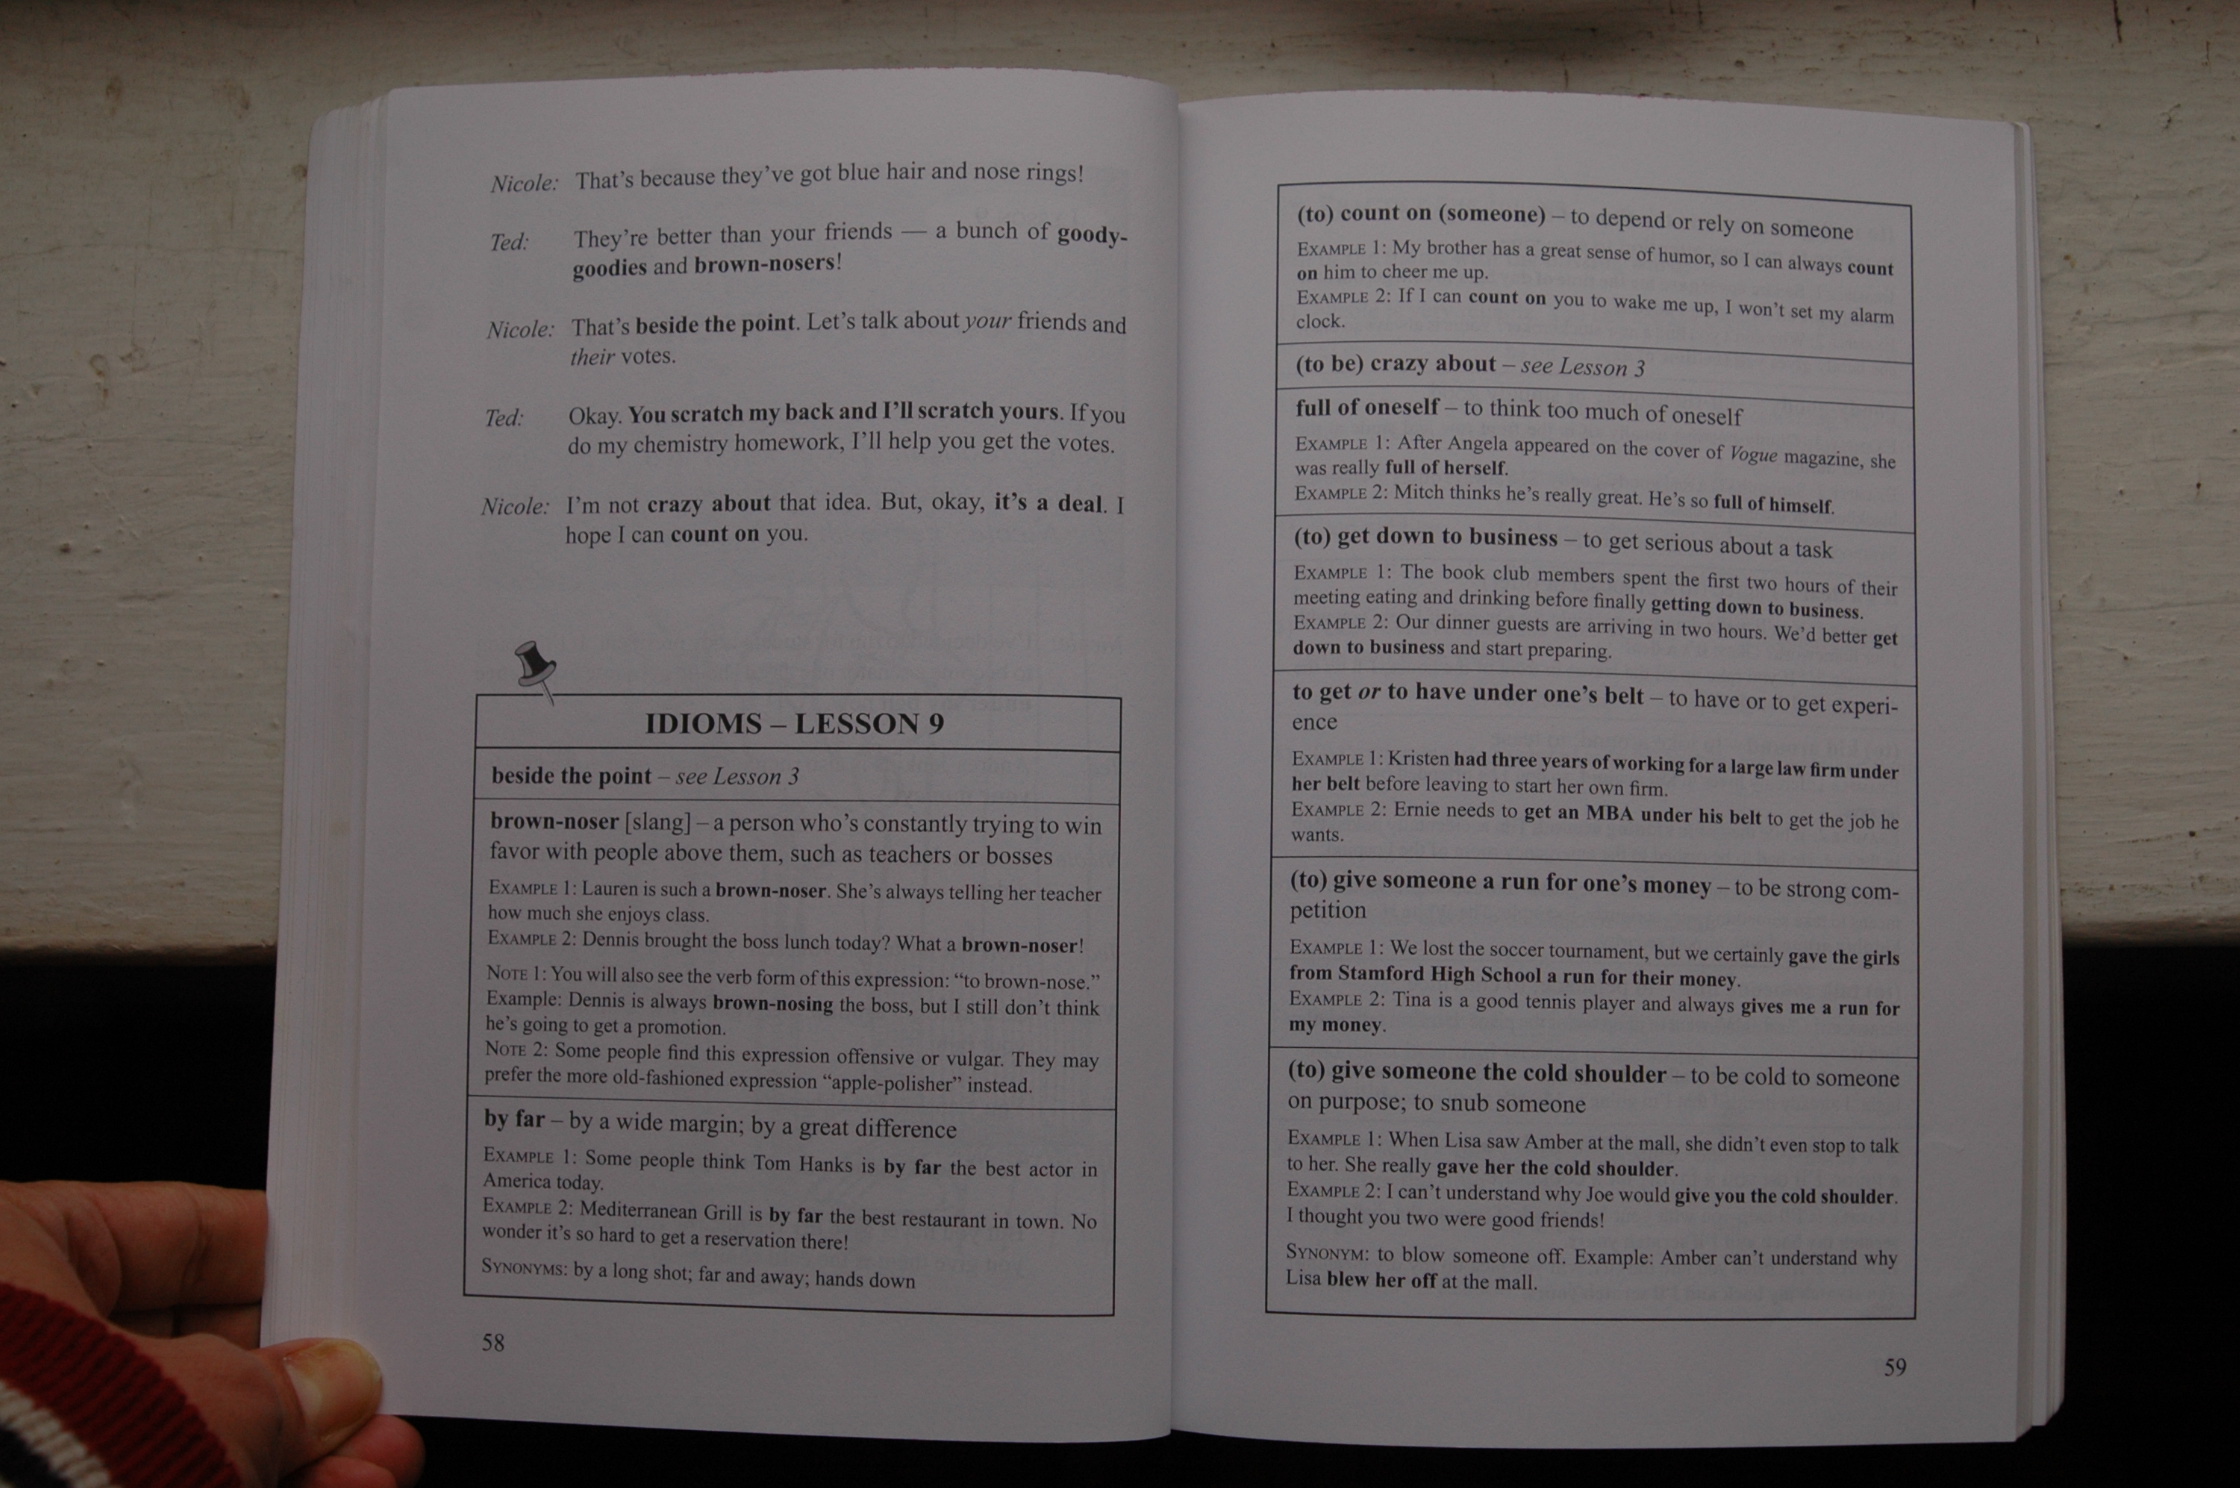 Nicole: That's because they've got blue hair and nose rings!
Ted: They're better than your friends — a bunch of goody-
goodies and brown-nosers!
Nicole: That's beside the point. Let's talk about your friends and
their votes.
Ted: Okay. You scratch my back and I'll scratch yours. If you
do my chemistry homework, I'll help you get the votes.
Nicole: I'm not crazy about that idea. But, okay, it's a deal. I
hope I can count on you.
IDIOMS – LESSON 9
beside the point – see Lesson 3
brown-noser [slang] – a person who's constantly trying to win
favor with people above them, such as teachers or bosses
EXAMPLE 1: Lauren is such a brown-noser. She's always telling her teacher
how much she enjoys class.
EXAMPLE 2: Dennis brought the boss lunch today? What a brown-noser!
NOTE 1: You will also see the verb form of this expression: "to brown-nose."
Example: Dennis is always brown-nosing the boss, but I still don't think
he's going to get a promotion.
NOTE 2: Some people find this expression offensive or vulgar. They may
prefer the more old-fashioned expression "apple-polisher" instead.
by far – by a wide margin; by a great difference
EXAMPLE 1: Some people think Tom Hanks is by far the best actor in
America today.
EXAMPLE 2: Mediterranean Grill is by far the best restaurant in town. No
wonder it's so hard to get a reservation there!
SYNONYMS: by a long shot; far and away; hands down
58
(to) count on (someone) – to depend or rely on someone
EXAMPLE 1: My brother has a great sense of humor, so I can always count
on him to cheer me up.
EXAMPLE 2: If I can count on you to wake me up, I won't set my alarm
clock.
(to be) crazy about – see Lesson 3
full of oneself – to think too much of oneself
EXAMPLE 1: After Angela appeared on the cover of Vogue magazine, she
was really full of herself.
EXAMPLE 2: Mitch thinks he's really great. He's so full of himself.
(to) get down to business – to get serious about a task
EXAMPLE 1: The book club members spent the first two hours of their
meeting eating and drinking before finally getting down to business.
EXAMPLE 2: Our dinner guests are arriving in two hours. We'd better get
down to business and start preparing.
to get or to have under one's belt – to have or to get experi-
ence
EXAMPLE 1: Kristen had three years of working for a large law firm under
her belt before leaving to start her own firm.
EXAMPLE 2: Ernie needs to get an MBA under his belt to get the job he
wants.
(to) give someone a run for one's money – to be strong com-
petition
EXAMPLE 1: We lost the soccer tournament, but we certainly gave the girls
from Stamford High School a run for their money.
EXAMPLE 2: Tina is a good tennis player and always gives me a run for
my money.
(to) give someone the cold shoulder – to be cold to someone
on purpose; to snub someone
EXAMPLE 1: When Lisa saw Amber at the mall, she didn't even stop to talk
to her. She really gave her the cold shoulder.
EXAMPLE 2: I can't understand why Joe would give you the cold shoulder.
I thought you two were good friends!
SYNONYM: to blow someone off. Example: Amber can't understand why
Lisa blew her off at the mall.
59